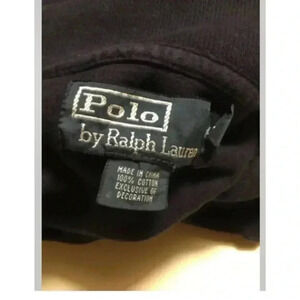 Polo
by Ralph Lauren
MADE IN CHINA
100% COTTON
EXCLUSIVE OF
DECORATION